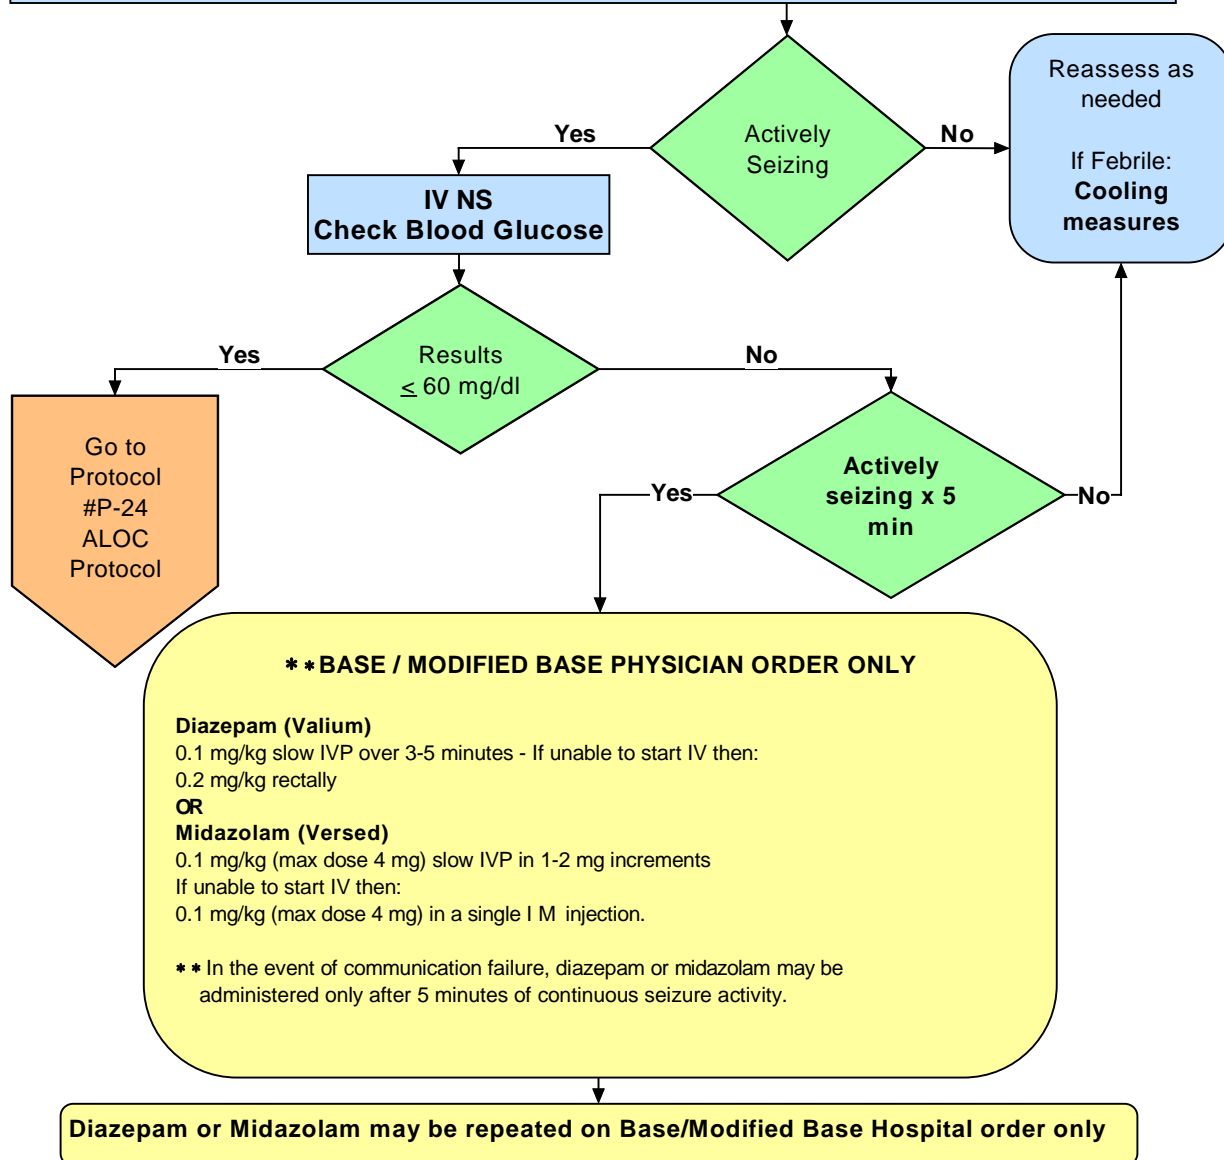 Actively
Seizing
Yes
No
Reassess as
needed
If Febrile:
Cooling
measures
IV NS
Check Blood Glucose
Results
≤ 60 mg/dl
Yes
No
Go to
Protocol
#P-24
ALOC
Protocol
Actively
seizing x 5
min
Yes
No
**BASE / MODIFIED BASE PHYSICIAN ORDER ONLY
Diazepam (Valium)
0.1 mg/kg slow IVP over 3-5 minutes - If unable to start IV then:
0.2 mg/kg rectally
OR
Midazolam (Versed)
0.1 mg/kg (max dose 4 mg) slow IVP in 1-2 mg increments
If unable to start IV then:
0.1 mg/kg (max dose 4 mg) in a single I M injection.
** In the event of communication failure, diazepam or midazolam may be
administered only after 5 minutes of continuous seizure activity.
Diazepam or Midazolam may be repeated on Base/Modified Base Hospital order only